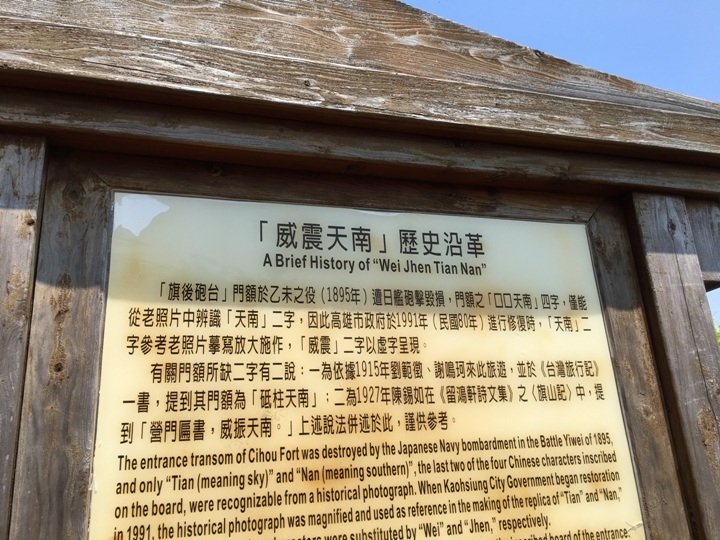 「威震天南」歷史沿革
A Brief History of "Wei Jhen Tian Nan"
「旗後砲台」門額於乙未之役（1895年）遭日艦砲擊毀損，門額之「口口天南」四字，僅能
從老照片中辨識「天南」二字，因此高雄市政府於1991年（民國80年）進行修復時，「天南」二
字參考老照片摹寫放大施作，「威震」二字以虛字呈現。
有關門額所缺二字有二說：一為依據1915年劉範徵、謝鳴珂來此旅遊，並於《台灣旅行記》
一書，提到其門額為「砥柱天南」；二為1927年陳錫如在《留鴻軒詩文集》之〈旗山記〉中，提
到「營門匾書，威振天南。」上述說法併述於此，謹供參考。
The entrance transom of Cihou Fort was destroyed by the Japanese Navy bombardment in the Battle Yiwei of 1895,
and only "Tian (meaning sky)" and "Nan (meaning southern)", the last two of the four Chinese characters inscribed
on the board, were recognizable from a historical photograph. When Kaohsiung City Government began restoration
in 1991, the historical photograph was magnified and used as reference in the making of the replica of "Tian" and "Nan,"
were substituted by "Wei" and "Jhen," respectively.
board of the entrance.